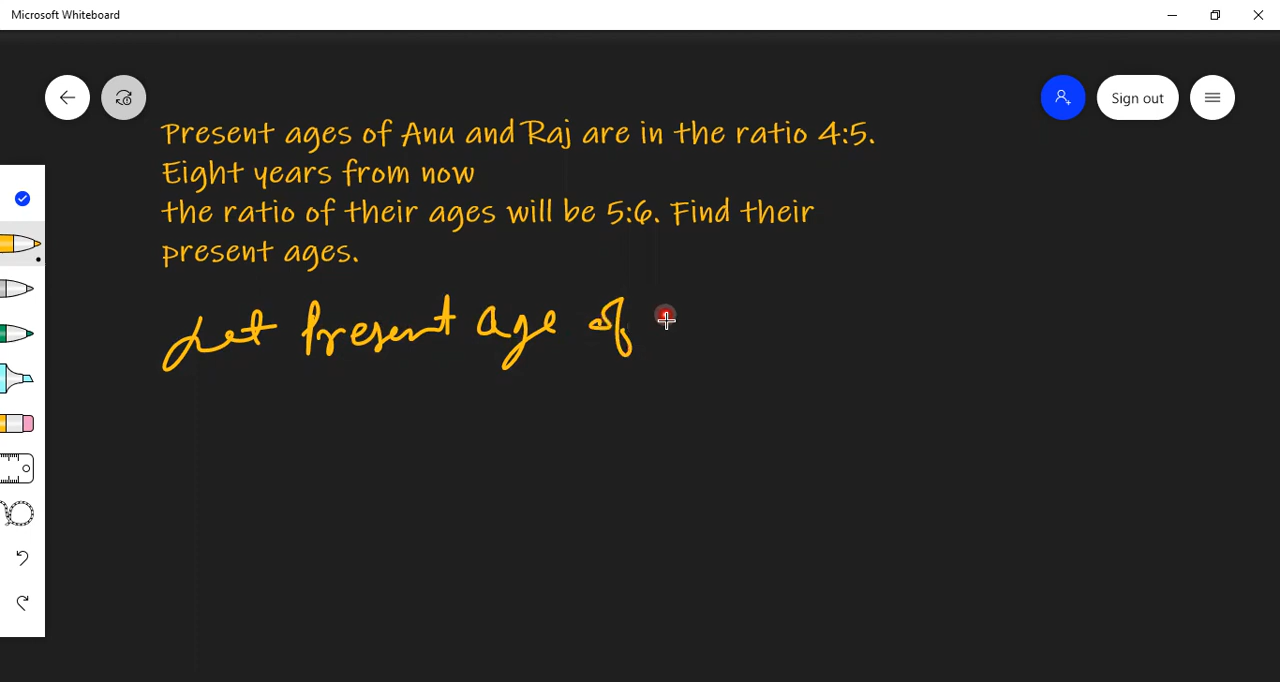 Microsoft Whiteboard
Sign out
Present ages of Anu and Raj are in the ratio 4:5.
Eight years from now
the ratio of their ages will be 5:6. Find their
present ages.
Let Present age of